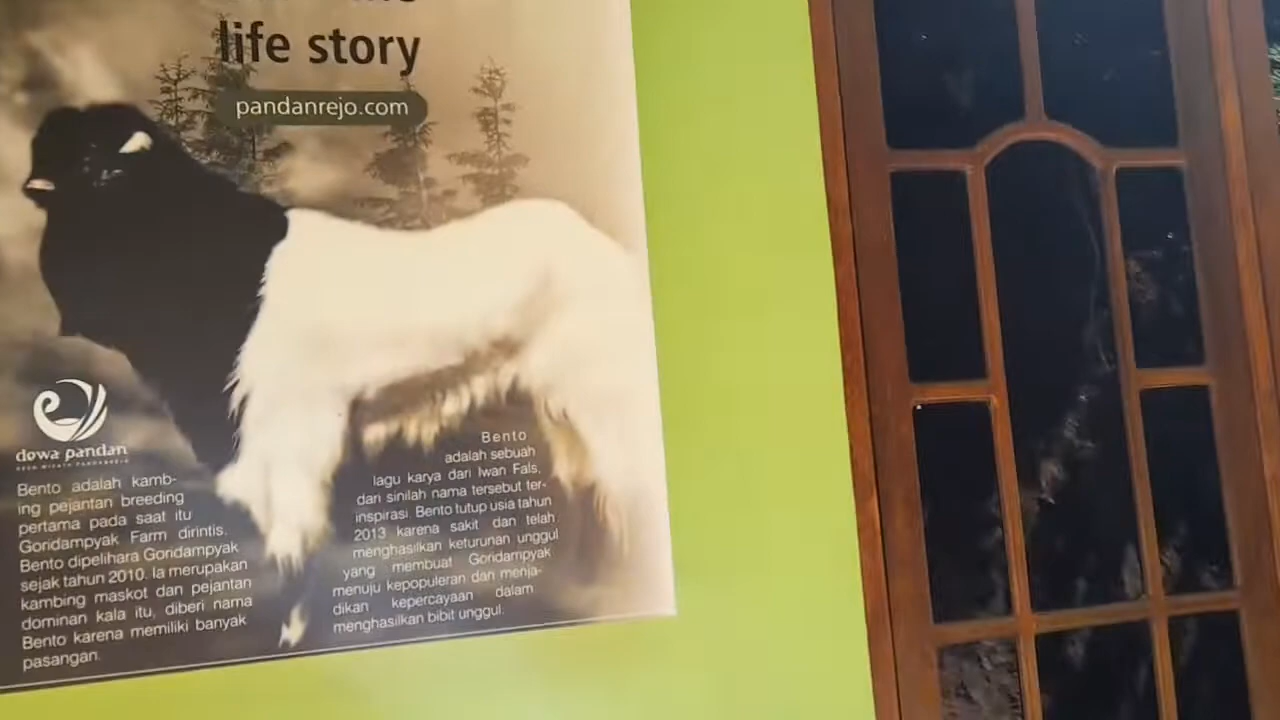 life story
pandanrejo.com
dewa pandan
DESA WISATA PANDANREJO
Bento adalah kamb-
ing pejantan breeding
pertama pada saat itu
Goridampyak Farm dirintis.
Bento dipelihara Goridampyak
sejak tahun 2010. Ia merupakan
kambing maskot dan pejantan
dominan kala itu, diberi nama
Bento karena memiliki banyak
pasangan.
Bento
adalah sebuah
lagu karya dari Iwan Fals,
dari sinilah nama tersebut ter-
inspirasi. Bento tutup usia tahun
2013 karena sakit dan telah
menghasilkan keturunan unggul
yang membuat Goridampyak
menuju kepopuleran dan menja-
dikan kepercayaan dalam
menghasilkan bibit unggul.